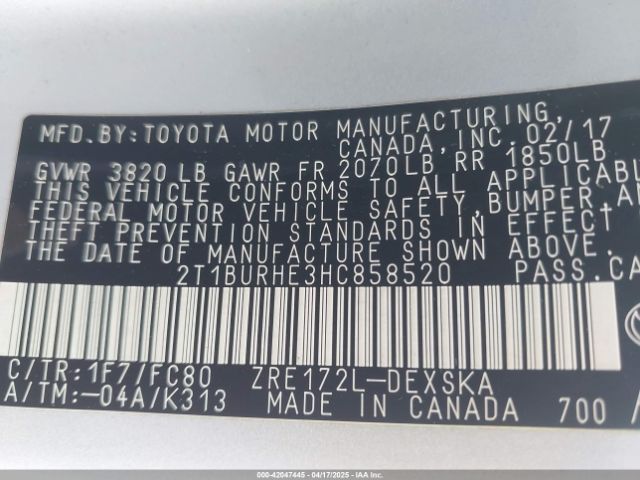 MFD. BY: TOYOTA MOTOR MANUFACTURING,
CANADA, INC. 02/17
GVWR 3820 LB GAWR FR 2070LB, RR 1850LB
THIS VEHICLE CONFORMS TO ALL APPLICABL
FEDERAL MOTOR VEHICLE SAFETY, BUMPER, AN
THEFT PREVENTION STANDARDS IN EFFECT
THE DATE OF MANUFACTURE SHOWN ABOVE.
2T1BURHE3HC858520 PASS. CA
C/TR: 1F7/FC80 ZRE172L-DEXSKA
A/TM: -04A/K313 MADE IN CANADA 700
000-42047445 - 04/17/2025 - IAA Inc.